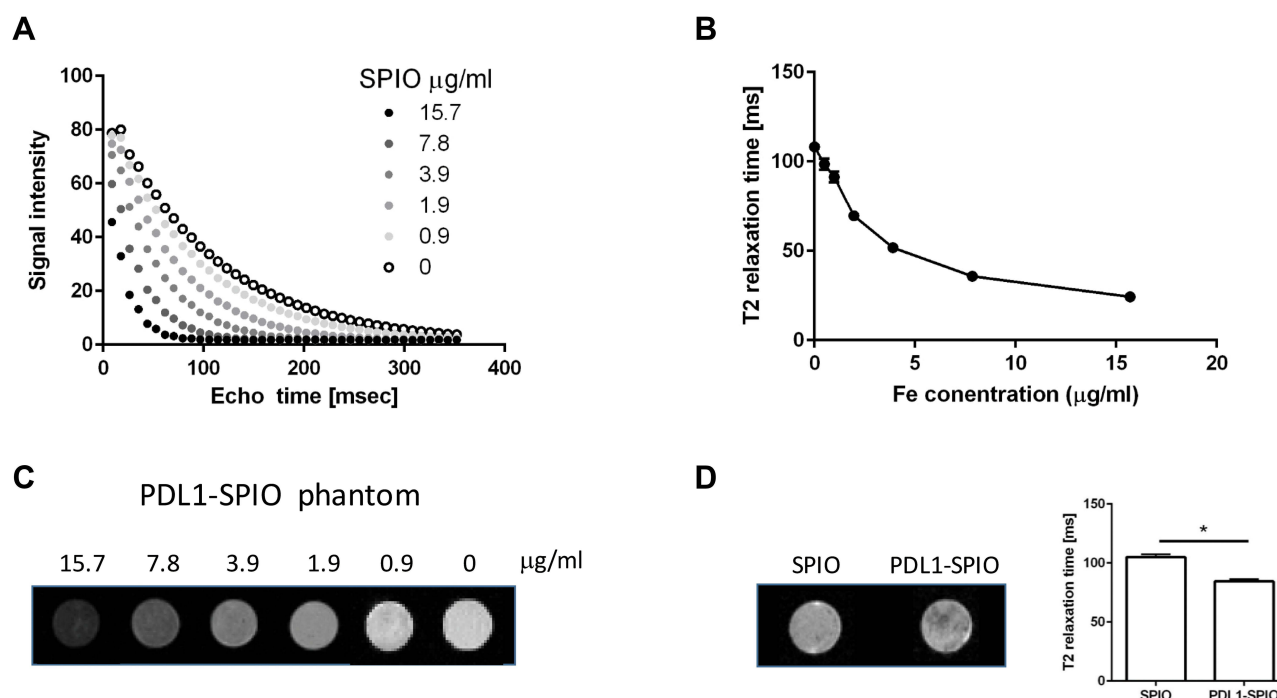 A
100
80
60
40
20
0
Signal intensity
0 100 200 300 400
Echo time [msec]
SPIO μg/ml
15.7
7.8
3.9
1.9
0.9
0
B
150
100
50
0
T2 relaxation time [ms]
0 5 10 15 20
Fe conentration (μg/ml)
C
PDL1-SPIO phantom
15.7 7.8 3.9 1.9 0.9 0 μg/ml
D
SPIO PDL1-SPIO
150
100
50
0
T2 relaxation time [ms]
*
SPIO PDL1-SPIO